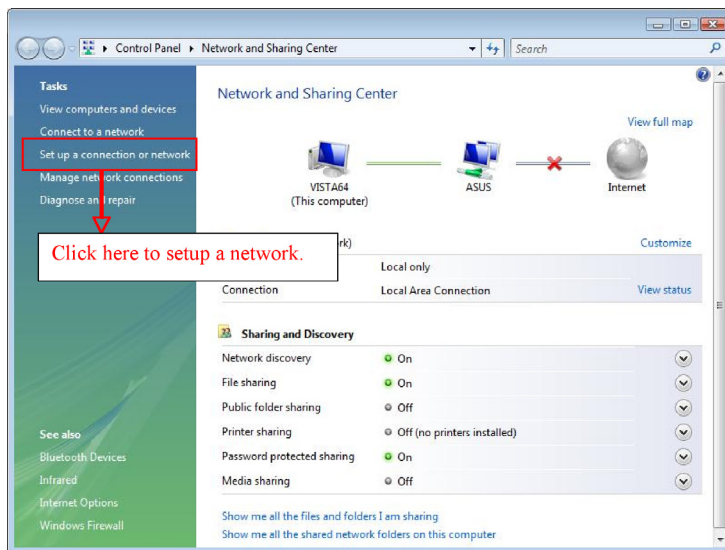 Control Panel ▸ Network and Sharing Center
Search
Tasks
View computers and devices
Connect to a network
Set up a connection or network
Manage network connections
Diagnose and repair
See also
Bluetooth Devices
Infrared
Internet Options
Windows Firewall
Network and Sharing Center
View full map
VISTA64
(This computer)
ASUS
Internet
Click here to setup a network.
rk)
Customize
Local only
Connection Local Area Connection View status
Sharing and Discovery
Network discovery On
File sharing On
Public folder sharing Off
Printer sharing Off (no printers installed)
Password protected sharing On
Media sharing Off
Show me all the files and folders I am sharing
Show me all the shared network folders on this computer